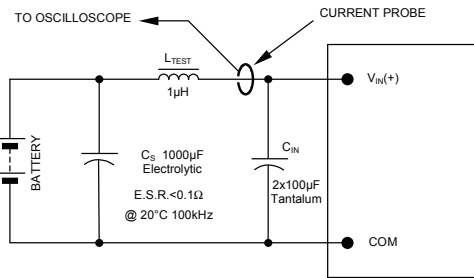 TO OSCILLOSCOPE
CURRENT PROBE
LTEST
1μH
VIN(+)
BATTERY
CS 1000μF
Electrolytic
E.S.R.<0.1Ω
@ 20°C 100kHz
CIN
2x100μF
Tantalum
COM